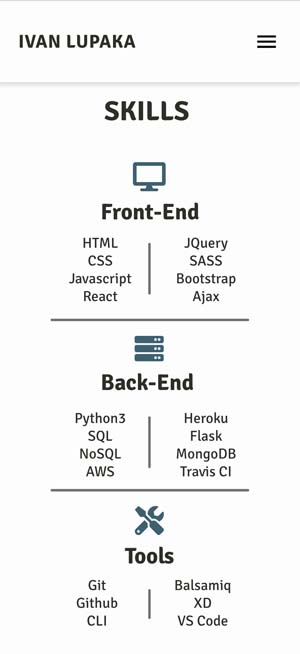 IVAN LUPAKA
SKILLS
Front-End
HTML
CSS
Javascript
React
JQuery
SASS
Bootstrap
Ajax
Back-End
Python3
SQL
NoSQL
AWS
Heroku
Flask
MongoDB
Travis CI
Tools
Git
Github
CLI
Balsamiq
XD
VS Code